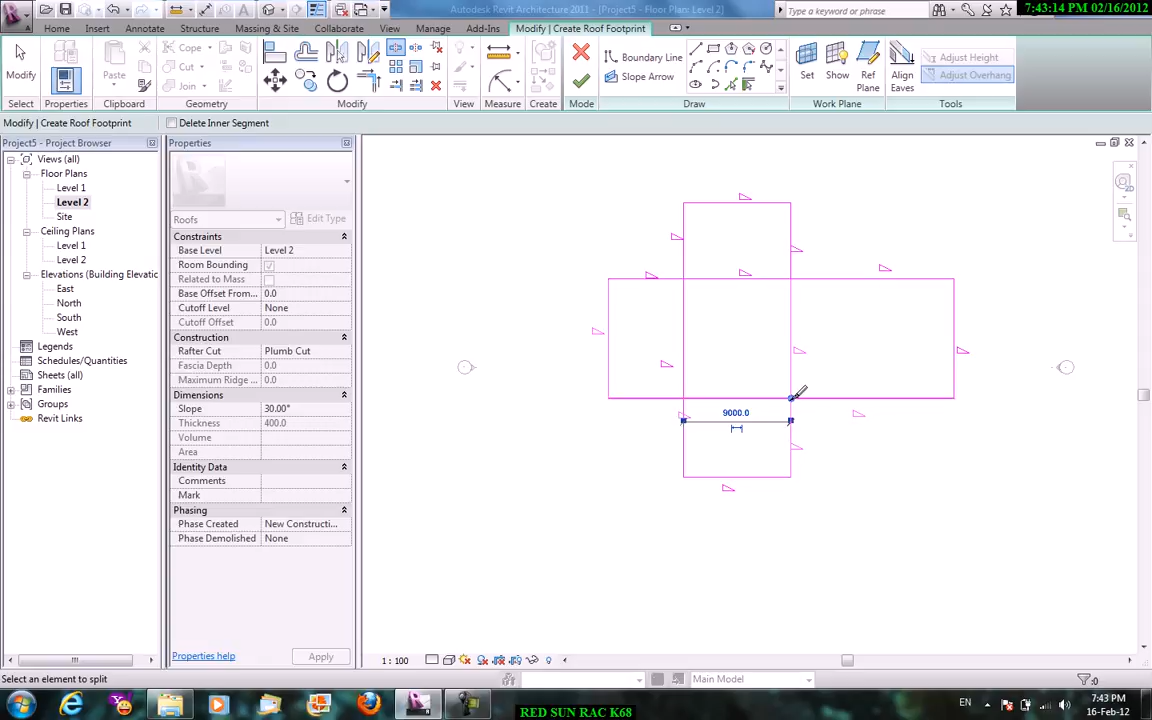 Autodesk Revit Architecture 2011 - [Project5 - Floor Plan: Level 2]
Type a keyword or phrase
7:43:14 PM 02/16/2012
Home Insert Annotate Structure Massing & Site Collaborate View Manage Add-Ins Modify | Create Roof Footprint
Modify
Paste
Cope
Cut
Join
Boundary Line
Slope Arrow
Set Show Ref Plane
Align Eaves
Adjust Height
Adjust Overhang
Select Properties Clipboard Geometry Modify View Measure Create Mode Draw Work Plane Tools
Modify | Create Roof Footprint
Delete Inner Segment
Project5 - Project Browser
Views (all)
Floor Plans
Level 1
Level 2
Site
Ceiling Plans
Level 1
Level 2
Elevations (Building Elevatic
East
North
South
West
Legends
Schedules/Quantities
Sheets (all)
Families
Groups
Revit Links
Properties
Roofs
Edit Type
Constraints
Base Level Level 2
Room Bounding
Related to Mass
Base Offset From... 0.0
Cutoff Level None
Cutoff Offset 0.0
Construction
Rafter Cut Plumb Cut
Fascia Depth 0.0
Maximum Ridge ... 0.0
Dimensions
Slope 30.00°
Thickness 400.0
Volume
Area
Identity Data
Comments
Mark
Phasing
Phase Created New Constructi...
Phase Demolished None
Properties help
Apply
9000.0
1 : 100
Select an element to split
:0
Main Model
:0
EN
7:43 PM
16-Feb-12
RED SUN RAC K68